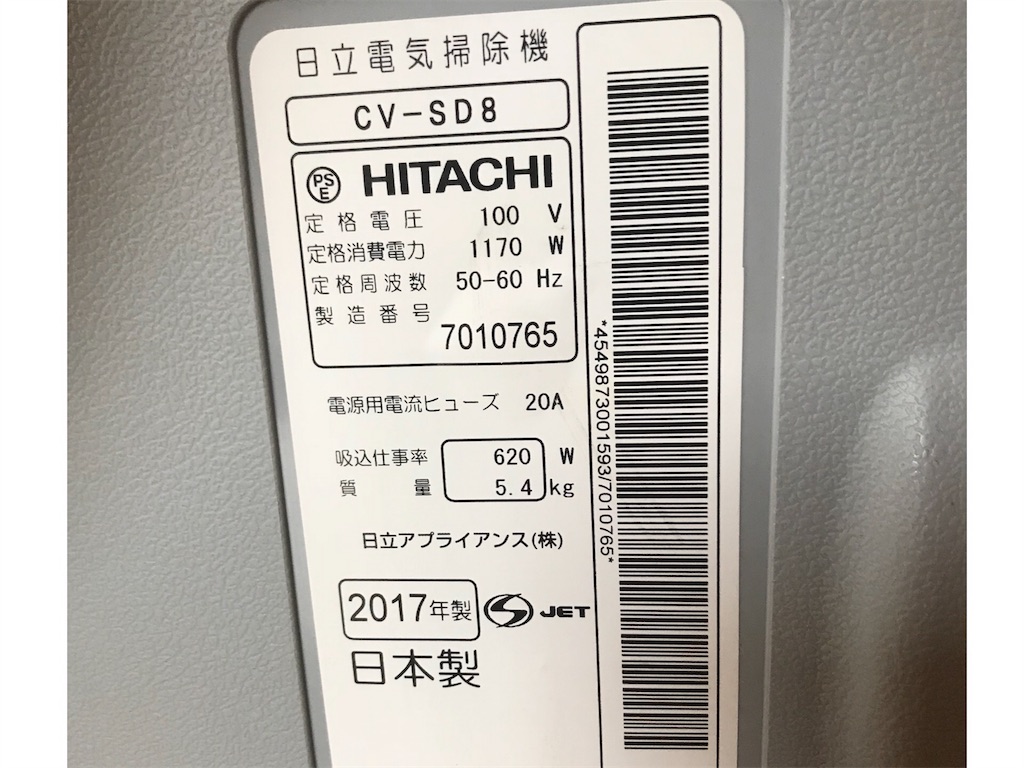 日立電気掃除機
CV-SD8
PS
E
HITACHI
定格電圧 100 V
定格消費電力 1170 W
定格周波数 50-60 Hz
製造番号 7010765
電源用電流ヒューズ 20A
吸込仕事率 620 W
質量 5.4 kg
日立アプライアンス(株)
2017年製
S JET
日本製
*4549873001593/7010765*